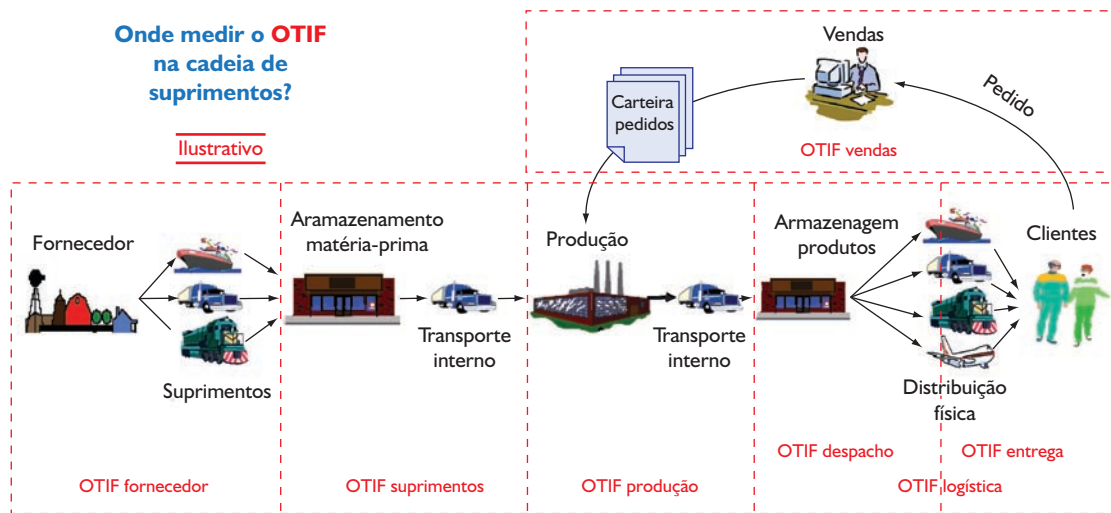 Onde medir o OTIF
na cadeia de
suprimentos?
Ilustrativo
Vendas
Carteira
pedidos
Pedido
OTIF vendas
Fornecedor
Suprimentos
OTIF fornecedor
Aramazenamento
matéria-prima
Transporte
interno
OTIF suprimentos
Produção
Transporte
interno
OTIF produção
Armazenagem
produtos
Clientes
Distribuição
física
OTIF despacho
OTIF entrega
OTIF logística